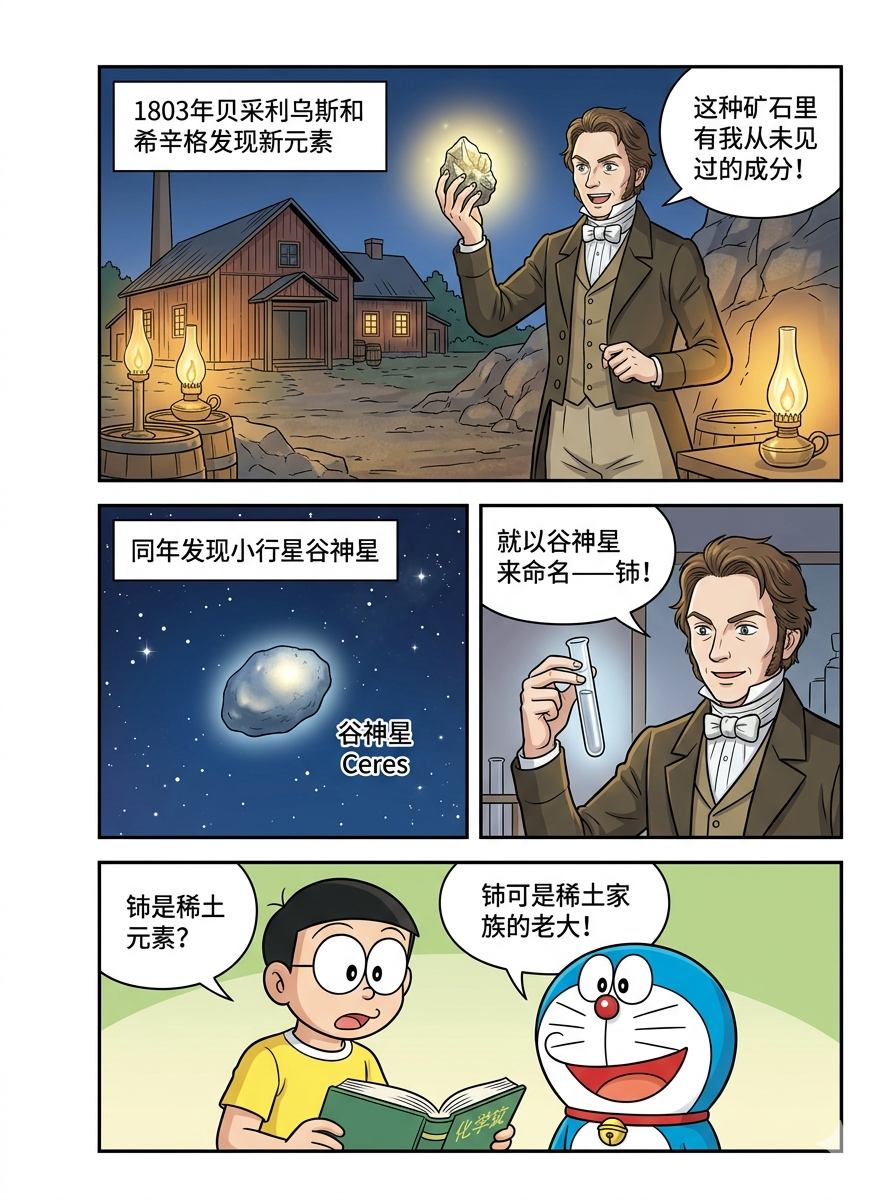 1803年贝采利乌斯和
希辛格发现新元素
这种矿石里
有我从未见
过的成分！
同年发现小行星谷神星
谷神星
Ceres
就以谷神星
来命名——铈！
铈是稀土
元素？
铈可是稀土家
族的老大！
化学